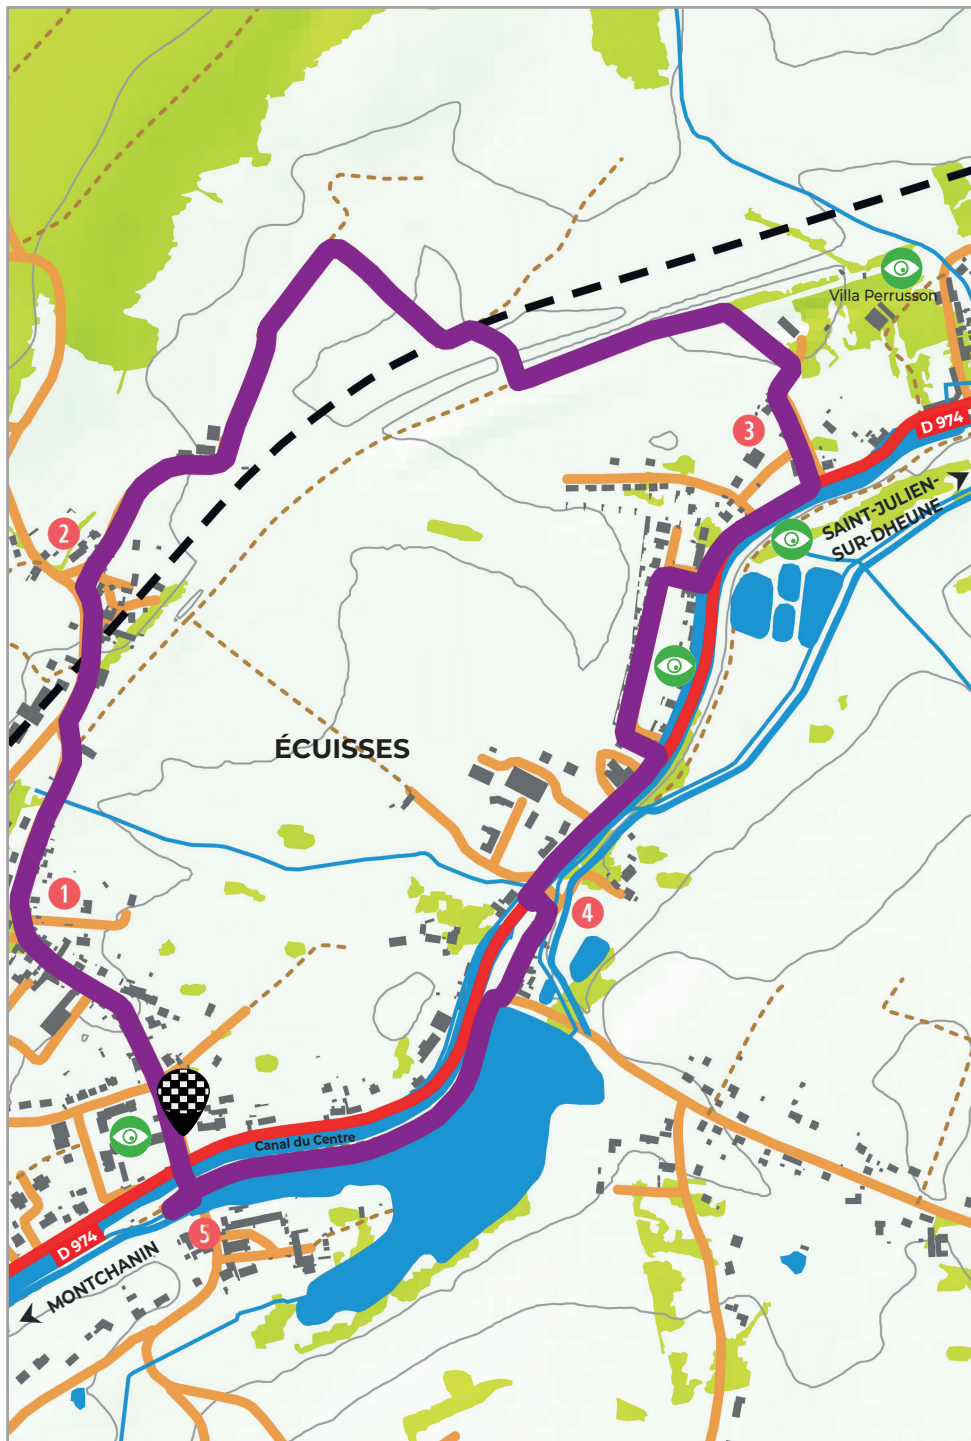 Villa Perrusson
D 974
3
SAINT-JULIEN-
SUR-DHEUNE
2
ÉCUISSES
1
4
Canal du Centre
5
D 974
MONTCHANIN